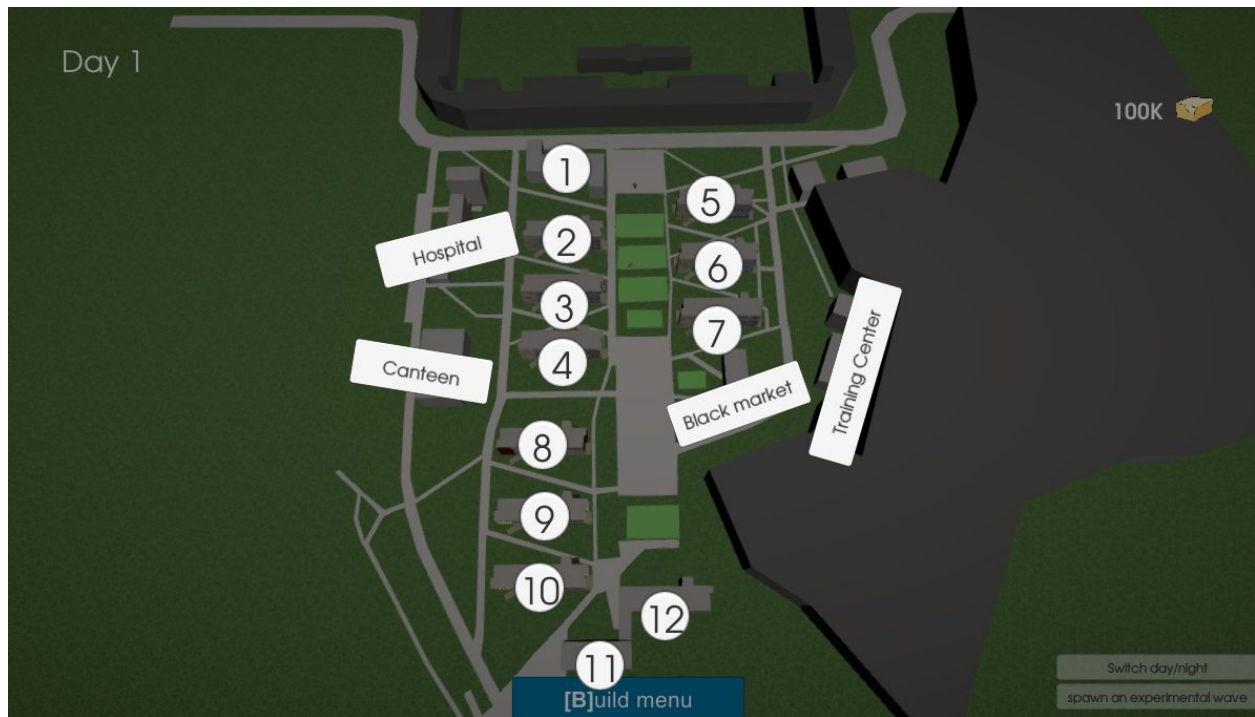 Day 1
100K
1
5
2
Hospital
6
3
7
4
Canteen
Black market
Training Center
8
9
10
12
11
Switch day/night
[B]uild menu
spawn an experimental wave